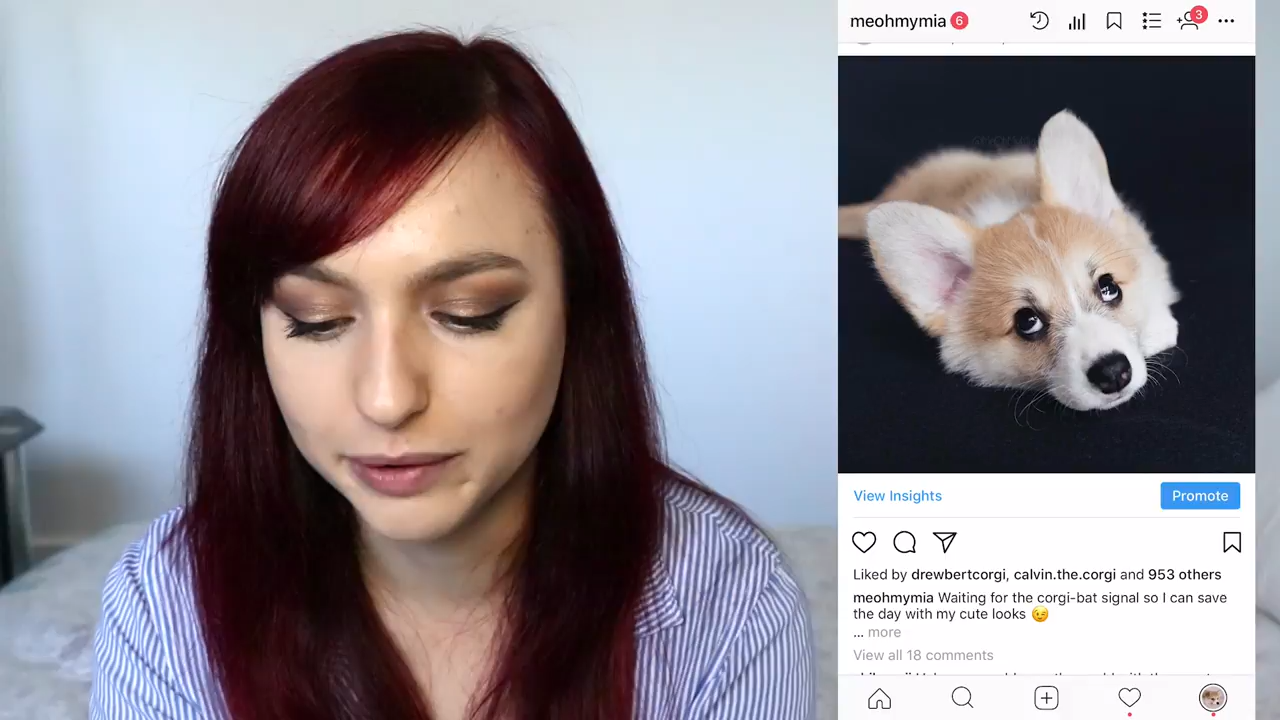 meohmymia 6
3
View Insights
Promote
Liked by drewbertcorgi, calvin.the.corgi and 953 others
meohmymia Waiting for the corgi-bat signal so I can save
the day with my cute looks 😉
... more
View all 18 comments